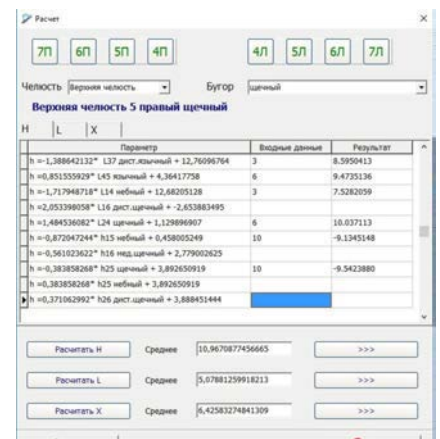 Расчет
7П 6П 5П 4П 4Л 5Л 6Л 7Л
Челюсть Верхняя челюсть Бугор щечный
Верхняя челюсть 5 правый щечный
H L X
Параметр Входные данные Результат
h =-1,388642132* L37 дист.язычный + 12,76096764 3 8.5950413
h =0,851555929* L45 язычный + 4,36417758 6 9.4735136
h =-1,717948718* L14 небный + 12,68205128 3 7.5282059
h =2,053398058* L16 дист.щечный + -2,653883495
h =1,484536082* L24 щечный + 1,129896907 6 10.037113
h =-0,872047244* h15 небный + 0,458005249 10 -9.1345148
h =-0,561023622* h16 мед.щечный + 2,779002625
h =-0,383858268* h25 щечный + 3,892650919 10 -9.5423880
h =0,383858268* h25 небный + 3,892650919
h =0,371062992* h26 дист.щечный + 3,888451444
Расчитать H Среднее 10,9670877456665 >>>
Расчитать L Среднее 5,07881259918213 >>>
Расчитать X Среднее 6,42583274841309 >>>